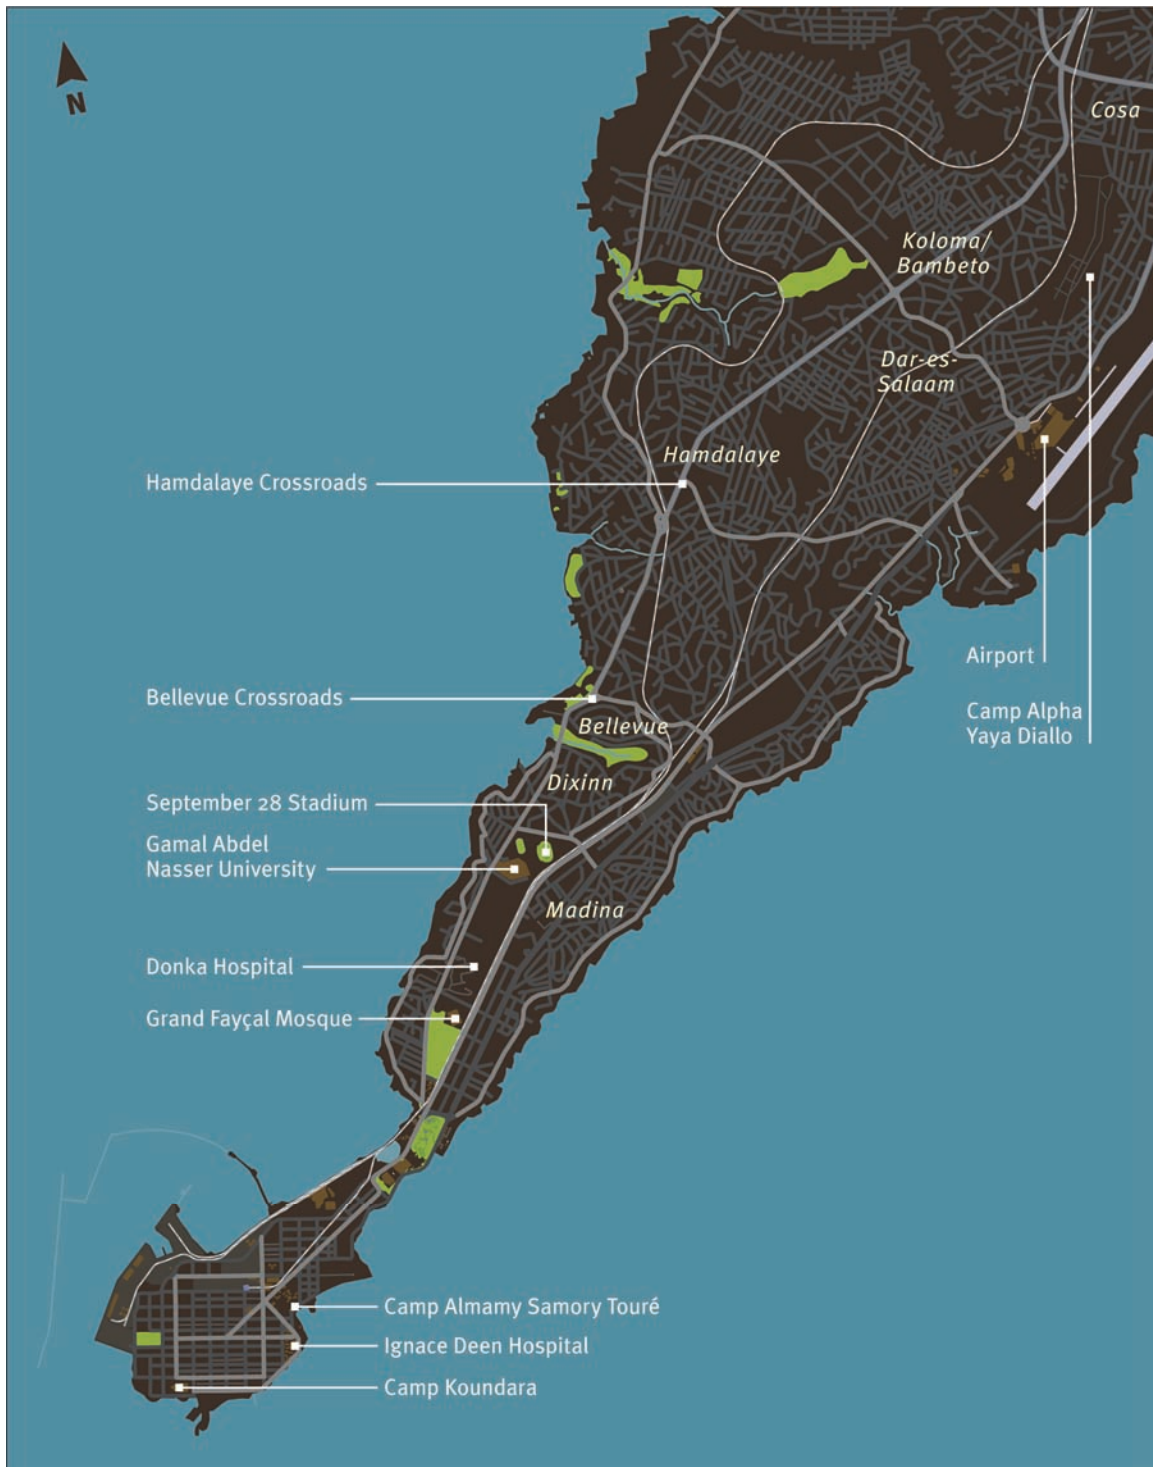 N
Cosa
Koloma/
Bambeto
Dar-es-
Salaam
Hamdalaye
Hamdalaye Crossroads
Airport
Camp Alpha
Yaya Diallo
Bellevue Crossroads
Bellevue
Dixinn
September 28 Stadium
Gamal Abdel
Nasser University
Madina
Donka Hospital
Grand Fayçal Mosque
Camp Almamy Samory Touré
Ignace Deen Hospital
Camp Koundara